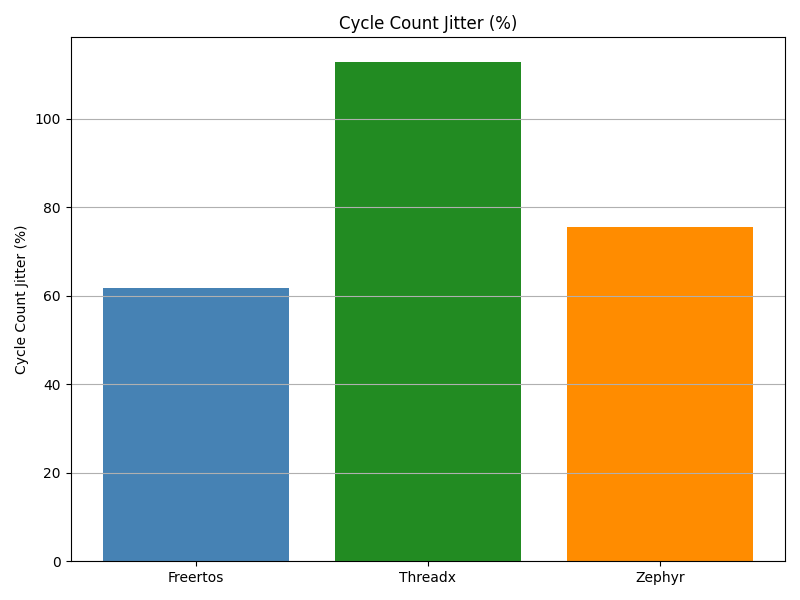 Cycle Count Jitter (%)
Cycle Count Jitter (%)
100
80
60
40
20
0
Freertos
Threadx
Zephyr